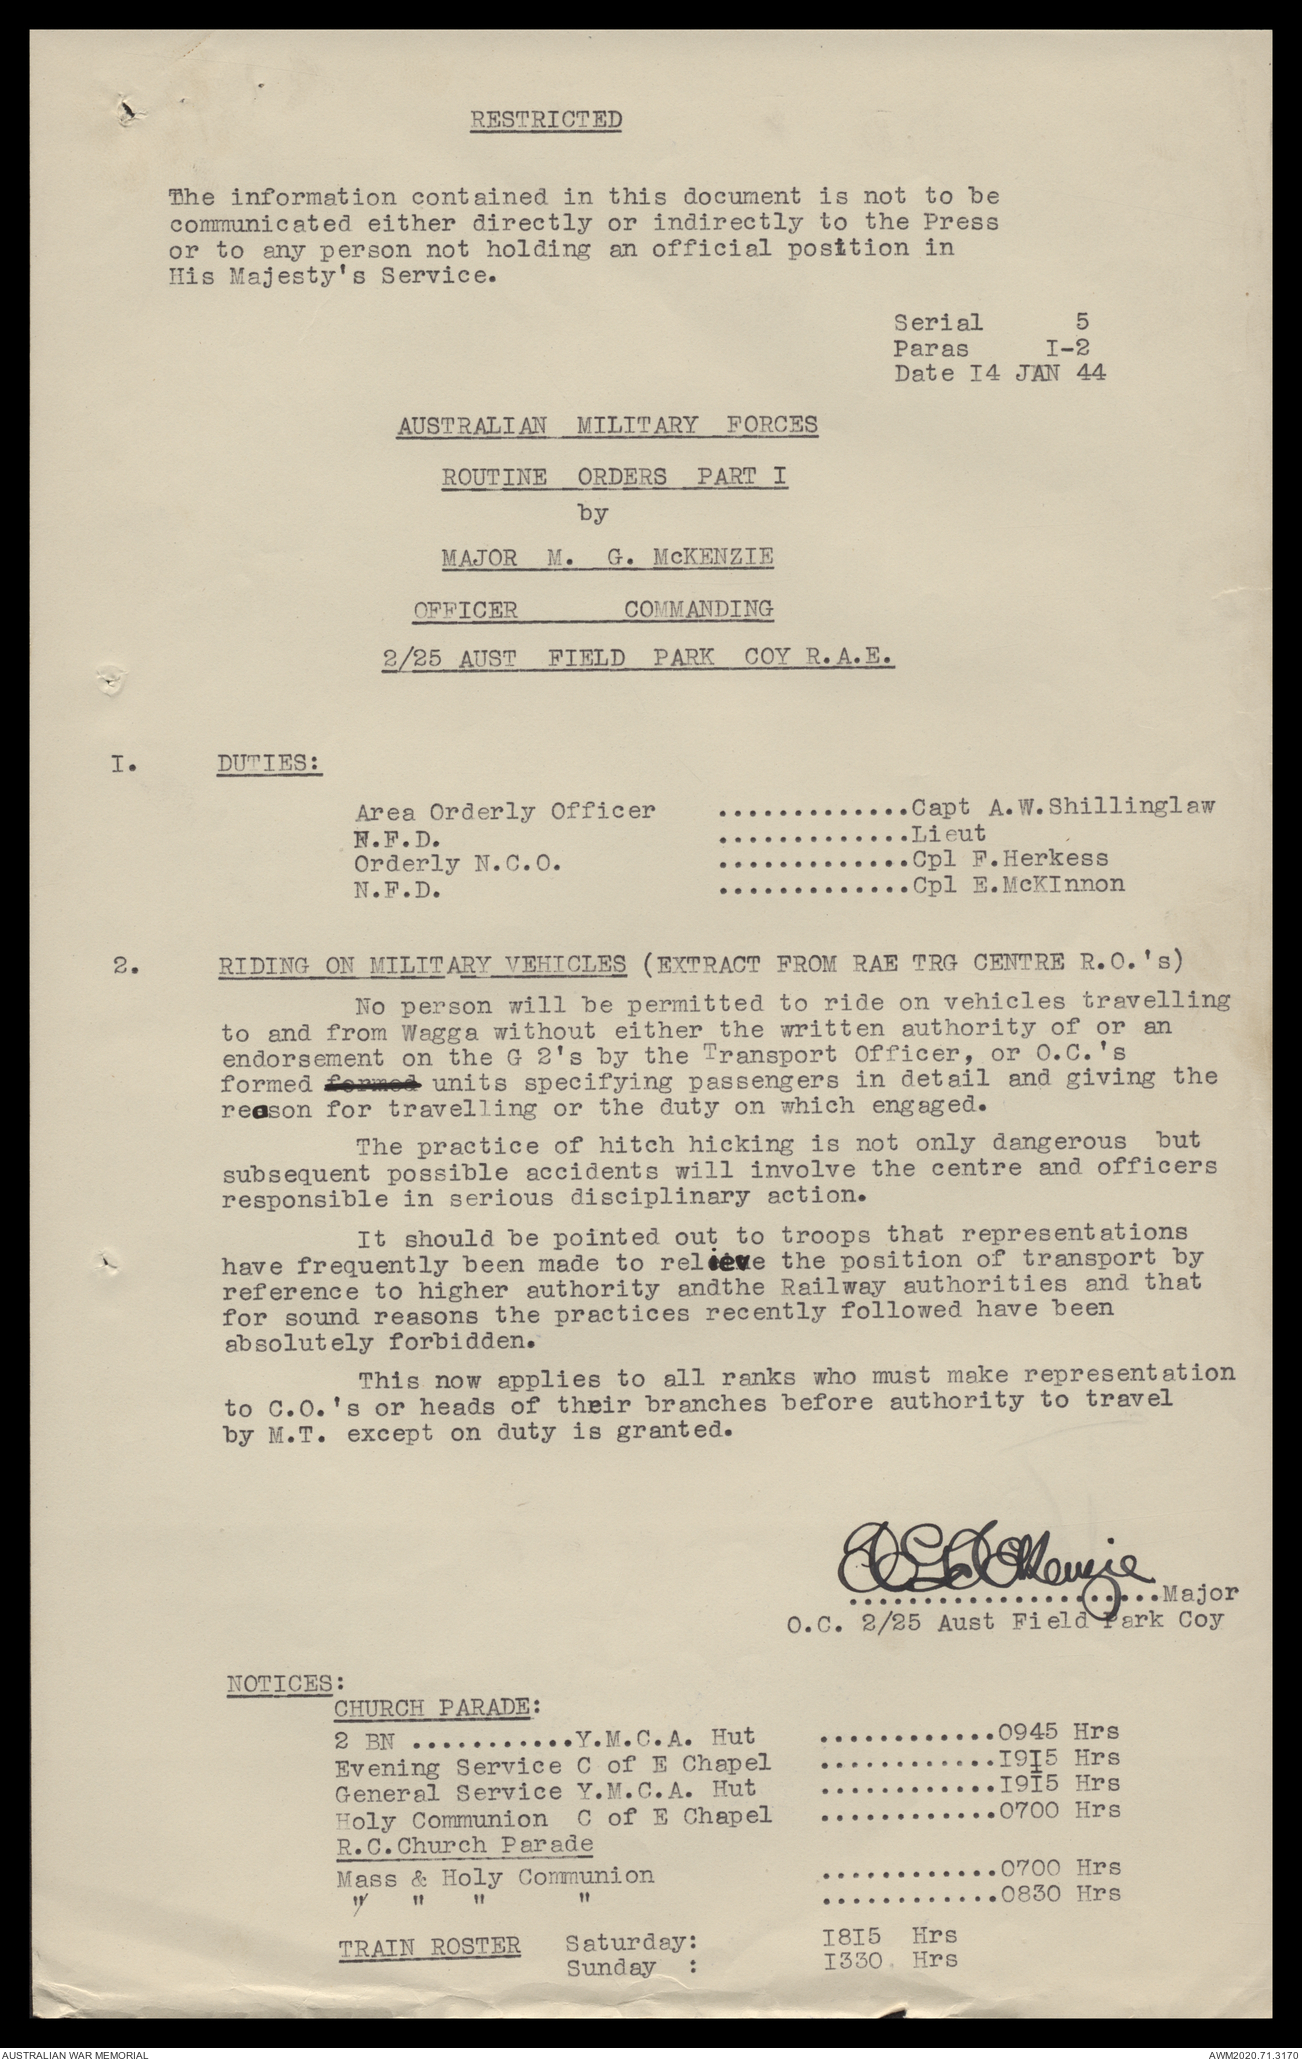 RESTRICTED
The information contained in this document is not to be
communicated either directly or indirectly to the Press
or to any person not holding an official position in
His Majesty's Service.
Serial 5
Paras I-2
Date I4 JAN 44
AUSTRALIAN MILITARY FORCES
ROUTINE ORDERS PART I
by
MAJOR M. G. McKENZIE
OFFICER COMMANDING
2/25 AUST FIELD PARK COY R.A.E.
I. DUTIES:
Area Orderly Officer .............Capt A.W.Shillinglaw
N.F.D. .............Lieut
Orderly N.C.O. .............Cpl F.Herkess
N.F.D. .............Cpl E.McKInnon
2. RIDING ON MILITARY VEHICLES (EXTRACT FROM RAE TRG CENTRE R.O.'s)
No person will be permitted to ride on vehicles travelling
to and from Wagga without either the written authority of or an
endorsement on the G 2's by the Transport Officer, or O.C.'s
formed formed units specifying passengers in detail and giving the
reason for travelling or the duty on which engaged.
The practice of hitch hicking is not only dangerous but
subsequent possible accidents will involve the centre and officers
responsible in serious disciplinary action.
It should be pointed out to troops that representations
have frequently been made to relieve the position of transport by
reference to higher authority andthe Railway authorities and that
for sound reasons the practices recently followed have been
absolutely forbidden.
This now applies to all ranks who must make representation
to C.O.'s or heads of their branches before authority to travel
by M.T. except on duty is granted.
McKenzie
.....................Major
O.C. 2/25 Aust Field Park Coy
NOTICES:
CHURCH PARADE:
2 BN ...........Y.M.C.A. Hut ............0945 Hrs
Evening Service C of E Chapel ............I9I5 Hrs
General Service Y.M.C.A. Hut ............I9I5 Hrs
Holy Communion C of E Chapel ............0700 Hrs
R.C.Church Parade
Mass & Holy Communion ............0700 Hrs
" " " " ............0830 Hrs
TRAIN ROSTER Saturday: I8I5 Hrs
Sunday : I330 Hrs
AUSTRALIAN WAR MEMORIAL AWM2020.71.3170